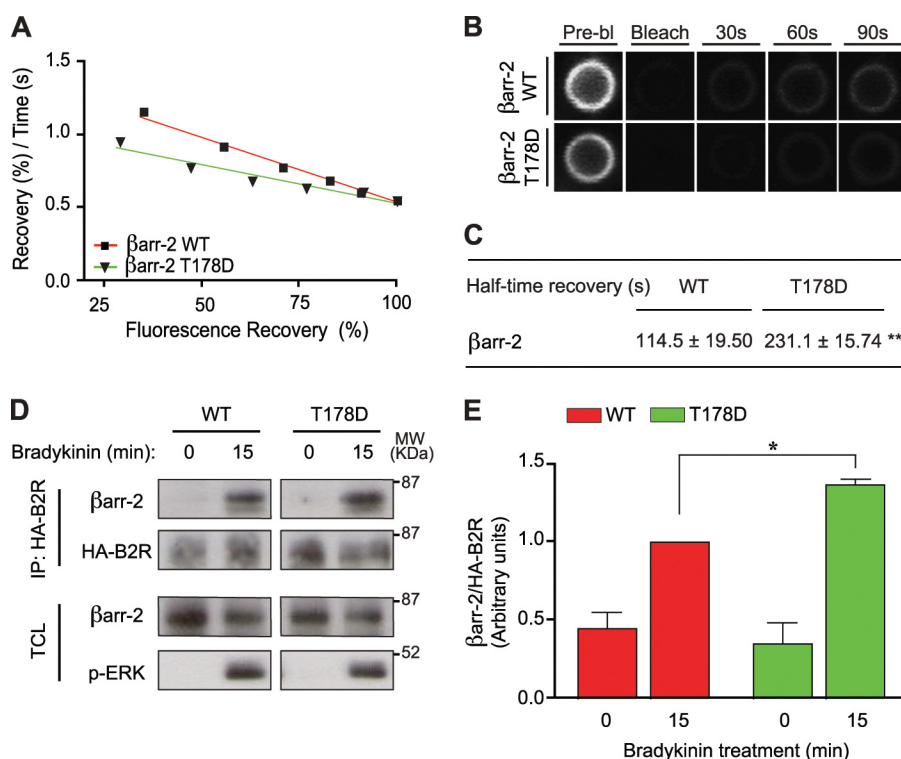 A
Recovery (%) / Time (s)
1.5
1.0
0.5
0.0
25
50
75
100
Fluorescence Recovery (%)
βarr-2 WT
βarr-2 T178D
B
Pre-bl Bleach 30s 60s 90s
βarr-2 WT
βarr-2 T178D
C
Half-time recovery (s) WT T178D
βarr-2 114.5 ± 19.50 231.1 ± 15.74 **
D
WT T178D
Bradykinin (min): 0 15 0 15 MW (KDa)
IP: HA-B2R
βarr-2 87
HA-B2R 87
TCL
βarr-2 87
p-ERK 52
E
WT T178D
*
βarr-2/HA-B2R
(Arbitrary units)
1.5
1.0
0.5
0.0
0 15 0 15
Bradykinin treatment (min)